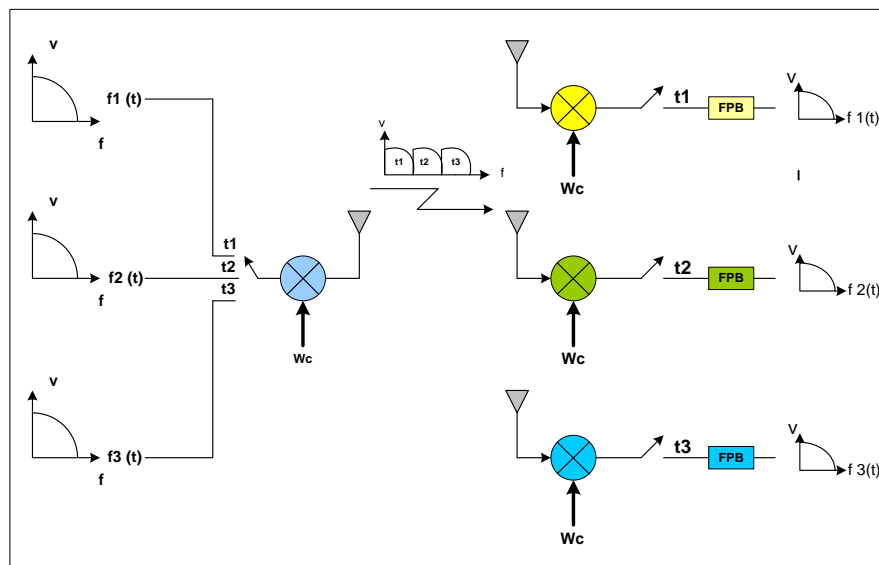 v
f1 (t)
f
v
f2 (t)
f
v
f3 (t)
f
t1
t2
t3
Wc
v
t1 t2 t3
f
Wc
t1
FPB
V
f 1(t)
I
Wc
t2
FPB
V
f 2(t)
Wc
t3
FPB
V
f 3(t)